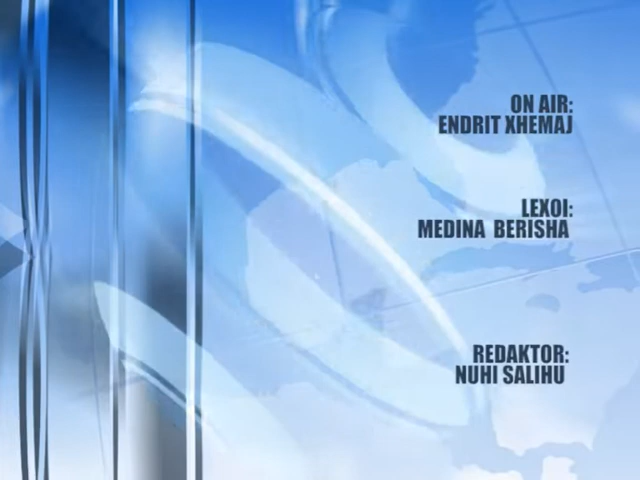 ON AIR:
ENDRIT XHEMAJ
LEXOI:
MEDINA BERISHA
REDAKTOR:
NUHI SALIHU